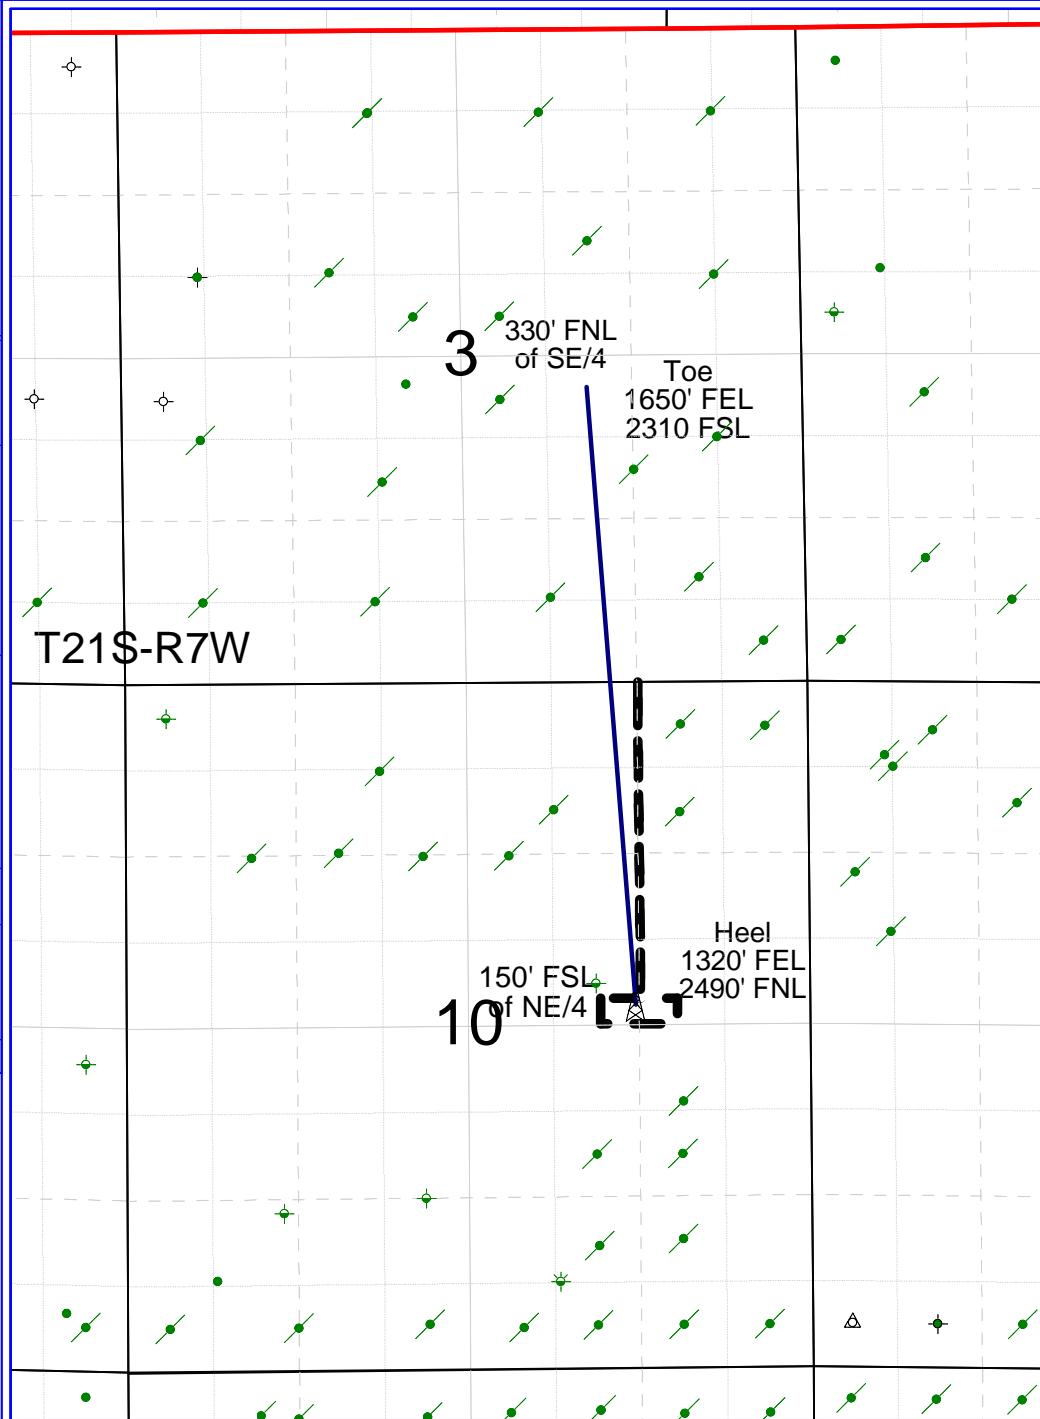 3
330' FNL
of SE/4
Toe
1650' FEL
2310 FSL
T21S-R7W
Heel
1320' FEL
2490' FNL
150' FSL
of NE/4
10